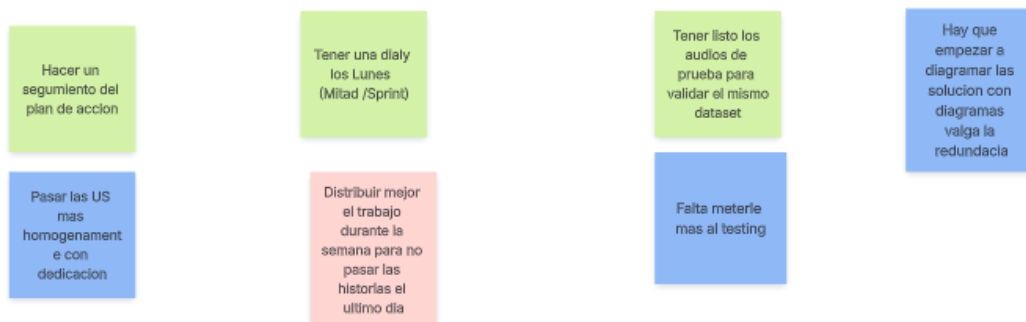 Hacer un
segumiento del
plan de accion
Tener una dialy
los Lunes
(Mitad /Sprint)
Tener listo los
audios de
prueba para
validar el mismo
dataset
Hay que
empezar a
diagramar las
solucion con
diagramas
valga la
redundacia
Pasar las US
mas
homogenament
e con
dedicacion
Distribuir mejor
el trabajo
durante la
semana para no
pasar las
historias el
ultimo dia
Falta meterle
mas al testing